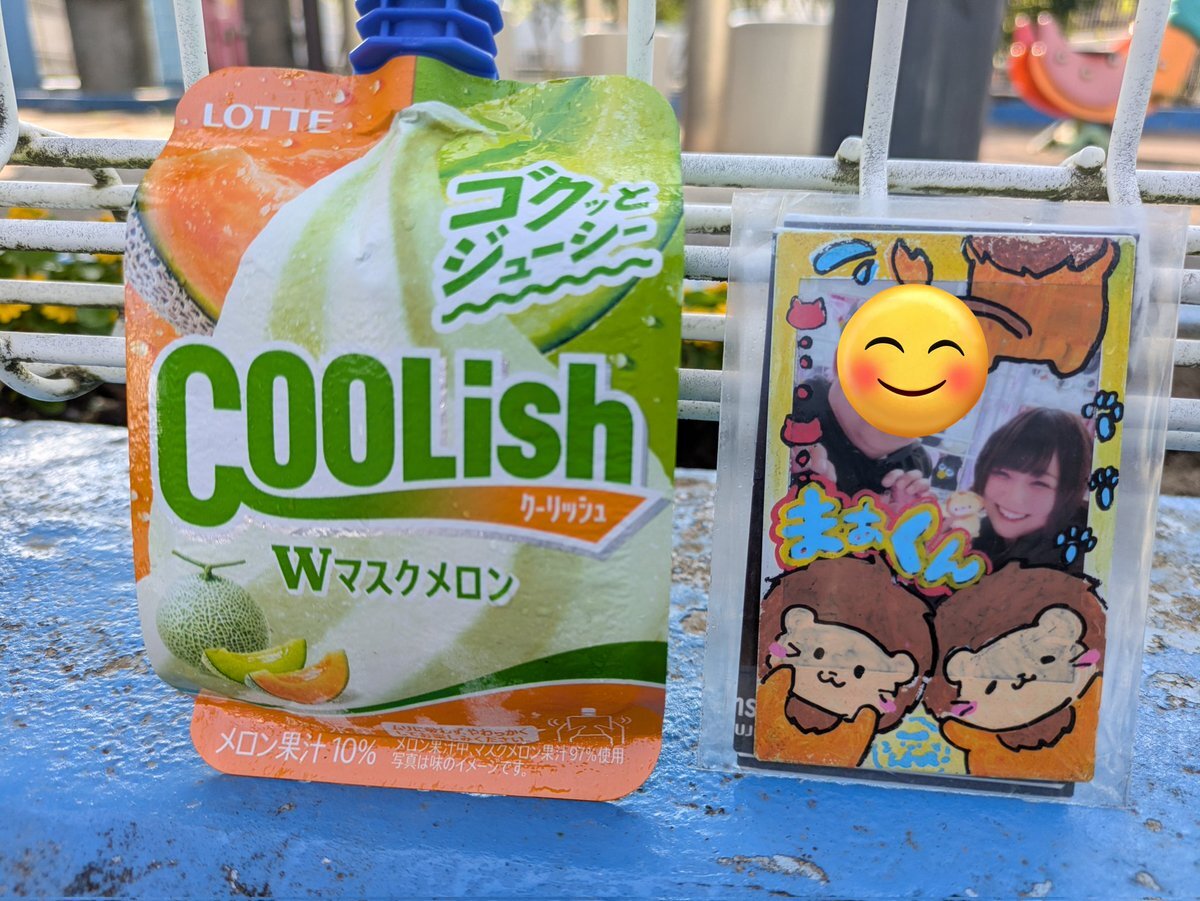 LOTTE
ゴクッと
ジューシー
COOLish
クーリッシュ
Wマスクメロン
メロン果汁10%
メロン果汁中、マスクメロン果汁97%使用
写真は味のイメージです。
まぁくん